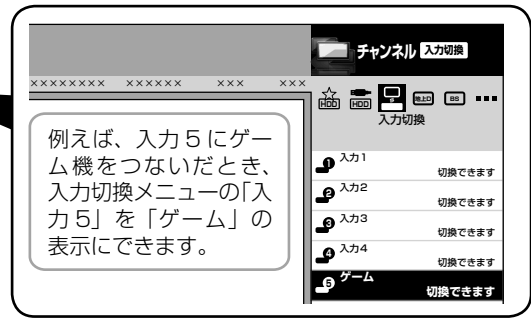 チャンネル 入力切換
×××××××× ×××××× ××× ×××
HDD HDD 地上D BS
入力切換
例えば、入力5にゲー
ム機をつないだとき、
入力切換メニューの「入
力5」を「ゲーム」の
表示にできます。
1 入力1
切換できます
2 入力2
切換できます
3 入力3
切換できます
4 入力4
切換できます
5 ゲーム
切換できます